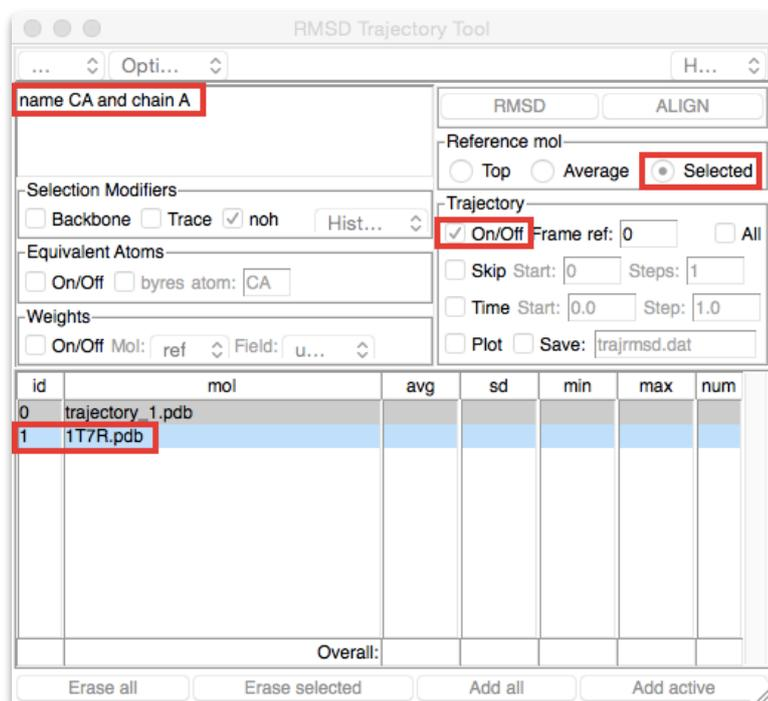 RMSD Trajectory Tool
... Opti... H...
name CA and chain A
RMSD ALIGN
Reference mol
Top Average Selected
Selection Modifiers
Backbone Trace noh Hist...
Trajectory
On/Off Frame ref: 0 All
Equivalent Atoms
On/Off byres atom: CA
Skip Start: 0 Steps: 1
Time Start: 0.0 Step: 1.0
Weights
On/Off Mol: ref Field: u...
Plot Save: trajrmsd.dat
id mol avg sd min max num
0 trajectory_1.pdb
1 1T7R.pdb
Overall:
Erase all Erase selected Add all Add active